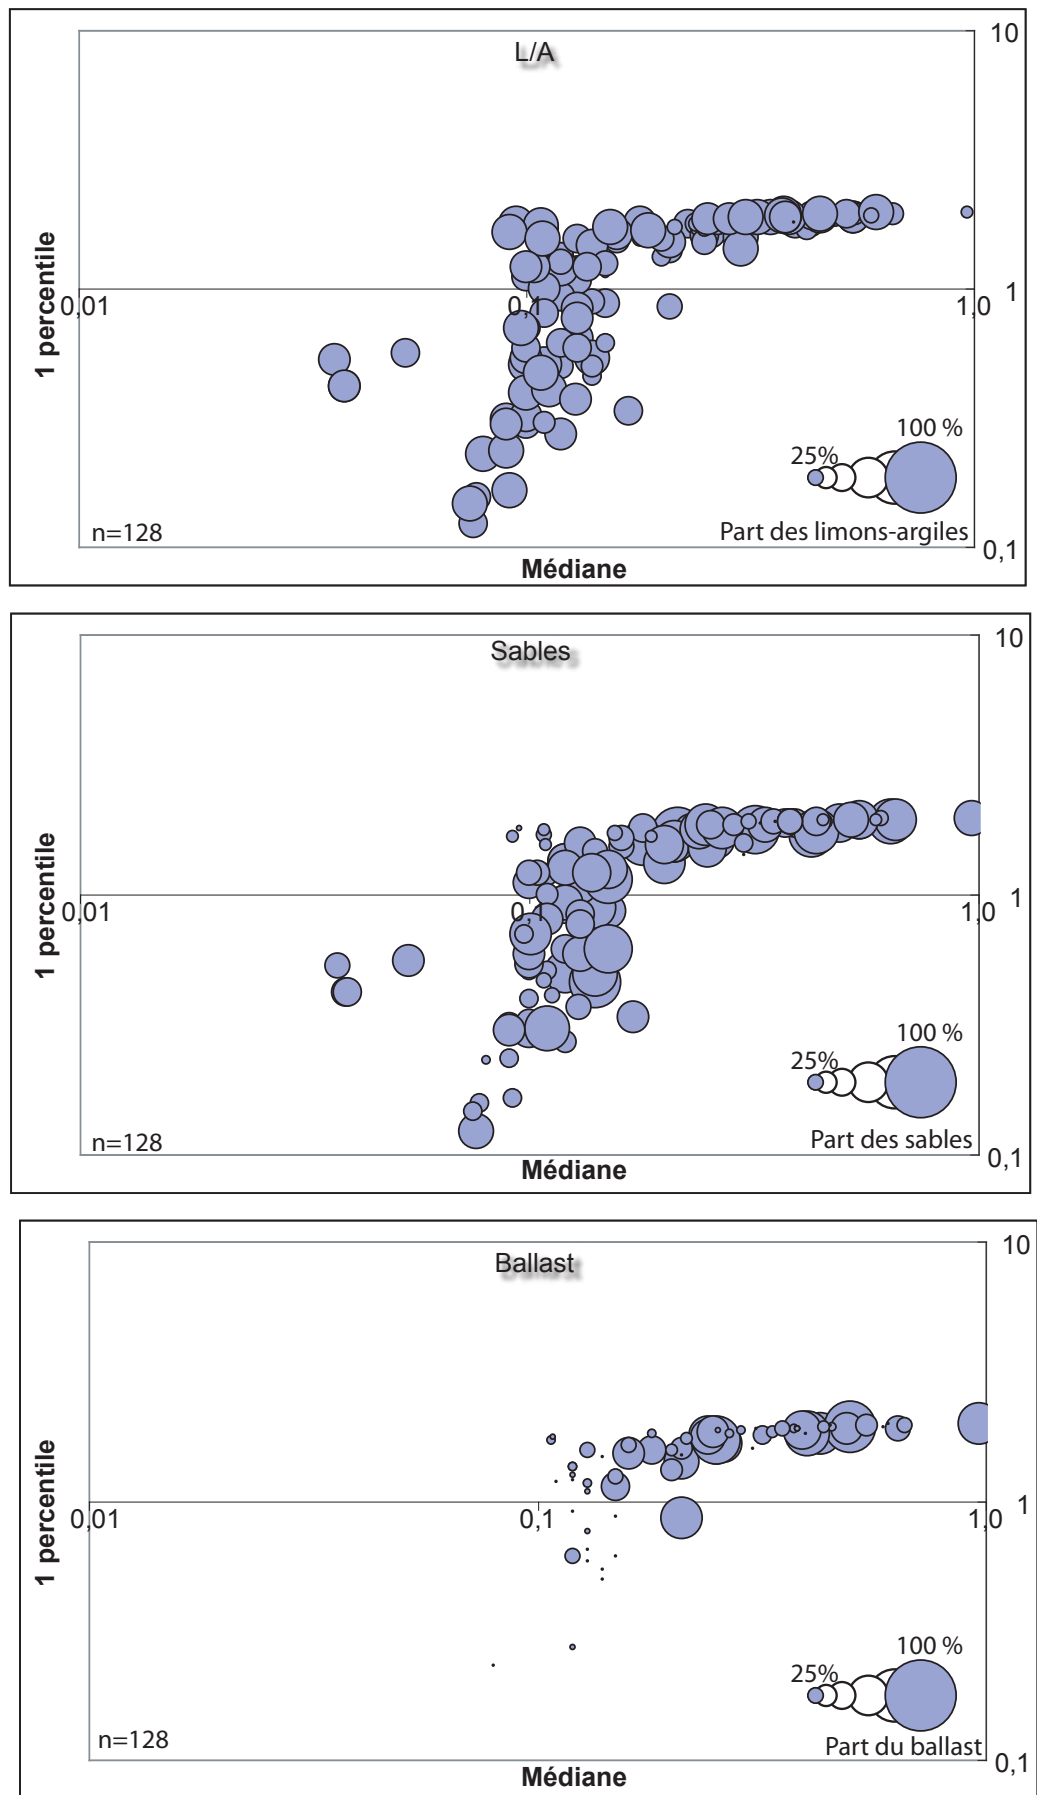 L/A
10
1 percentile
0,01
0,1
1,0
1
100 %
25%
n=128
Part des limons-argiles
0,1
Médiane
Sables
10
1 percentile
0,01
0,1
1,0
1
100 %
25%
n=128
Part des sables
0,1
Médiane
Ballast
10
1 percentile
0,01
0,1
1,0
1
100 %
25%
n=128
Part du ballast
0,1
Médiane